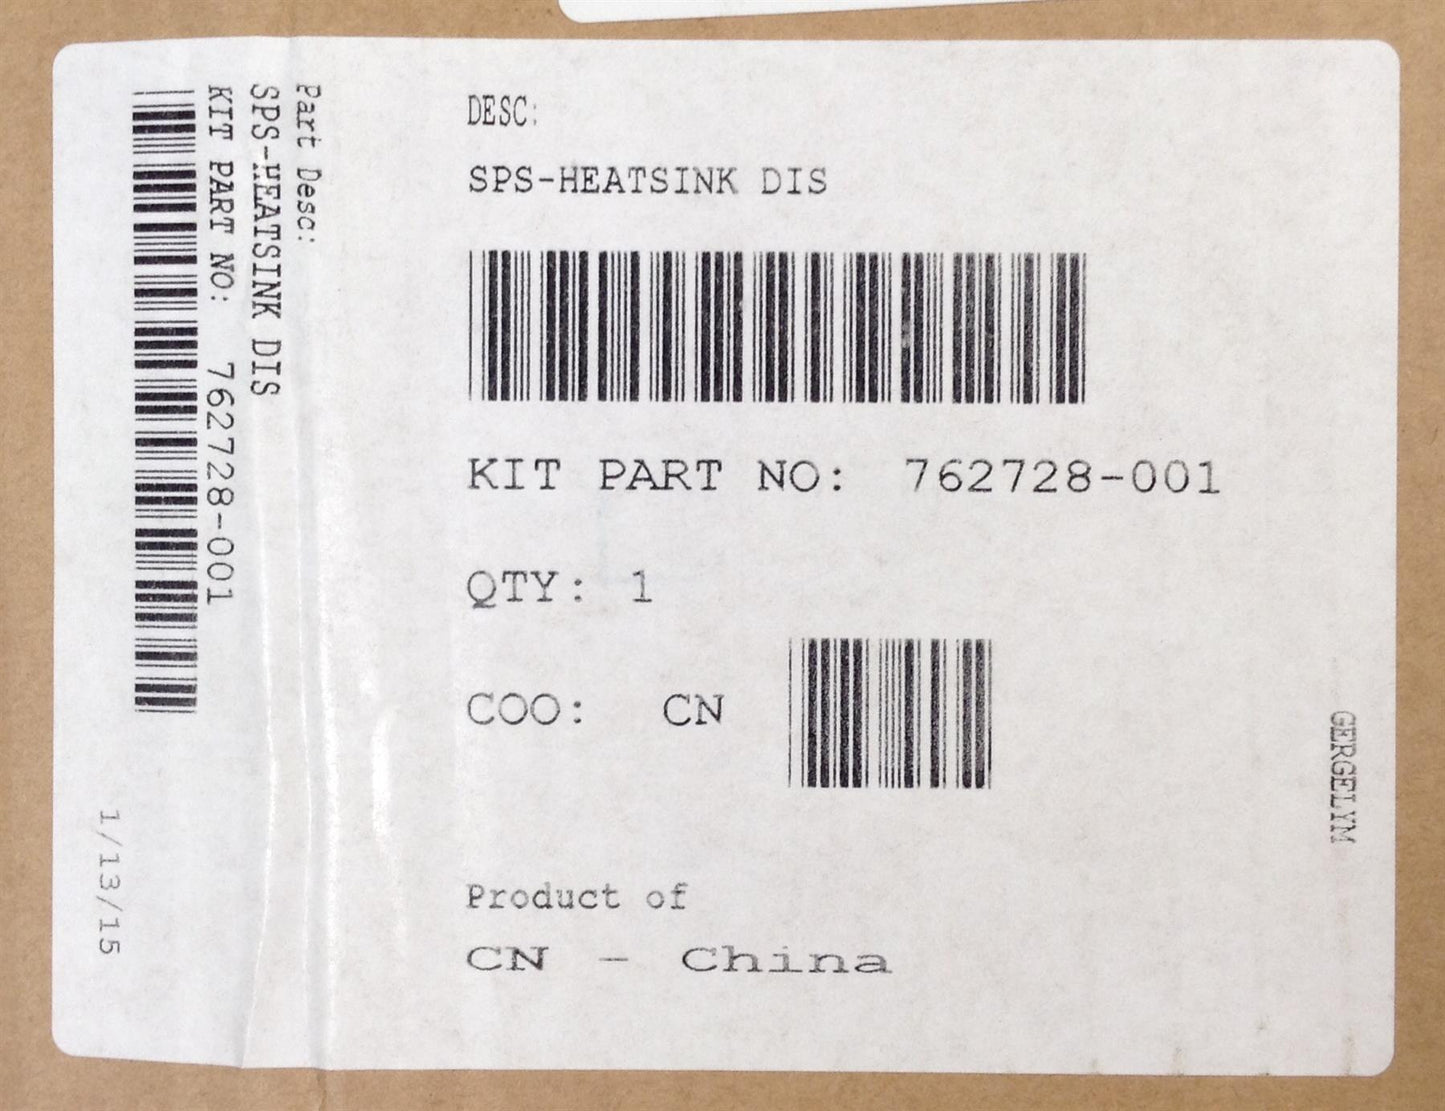 Part Desc:
SPS-HEATSINK DIS
KIT PART NO: 762728-001
1/13/15
DESC:
SPS-HEATSINK DIS
KIT PART NO: 762728-001
QTY: 1
COO: CN
Product of
CN - China
GERGELYM